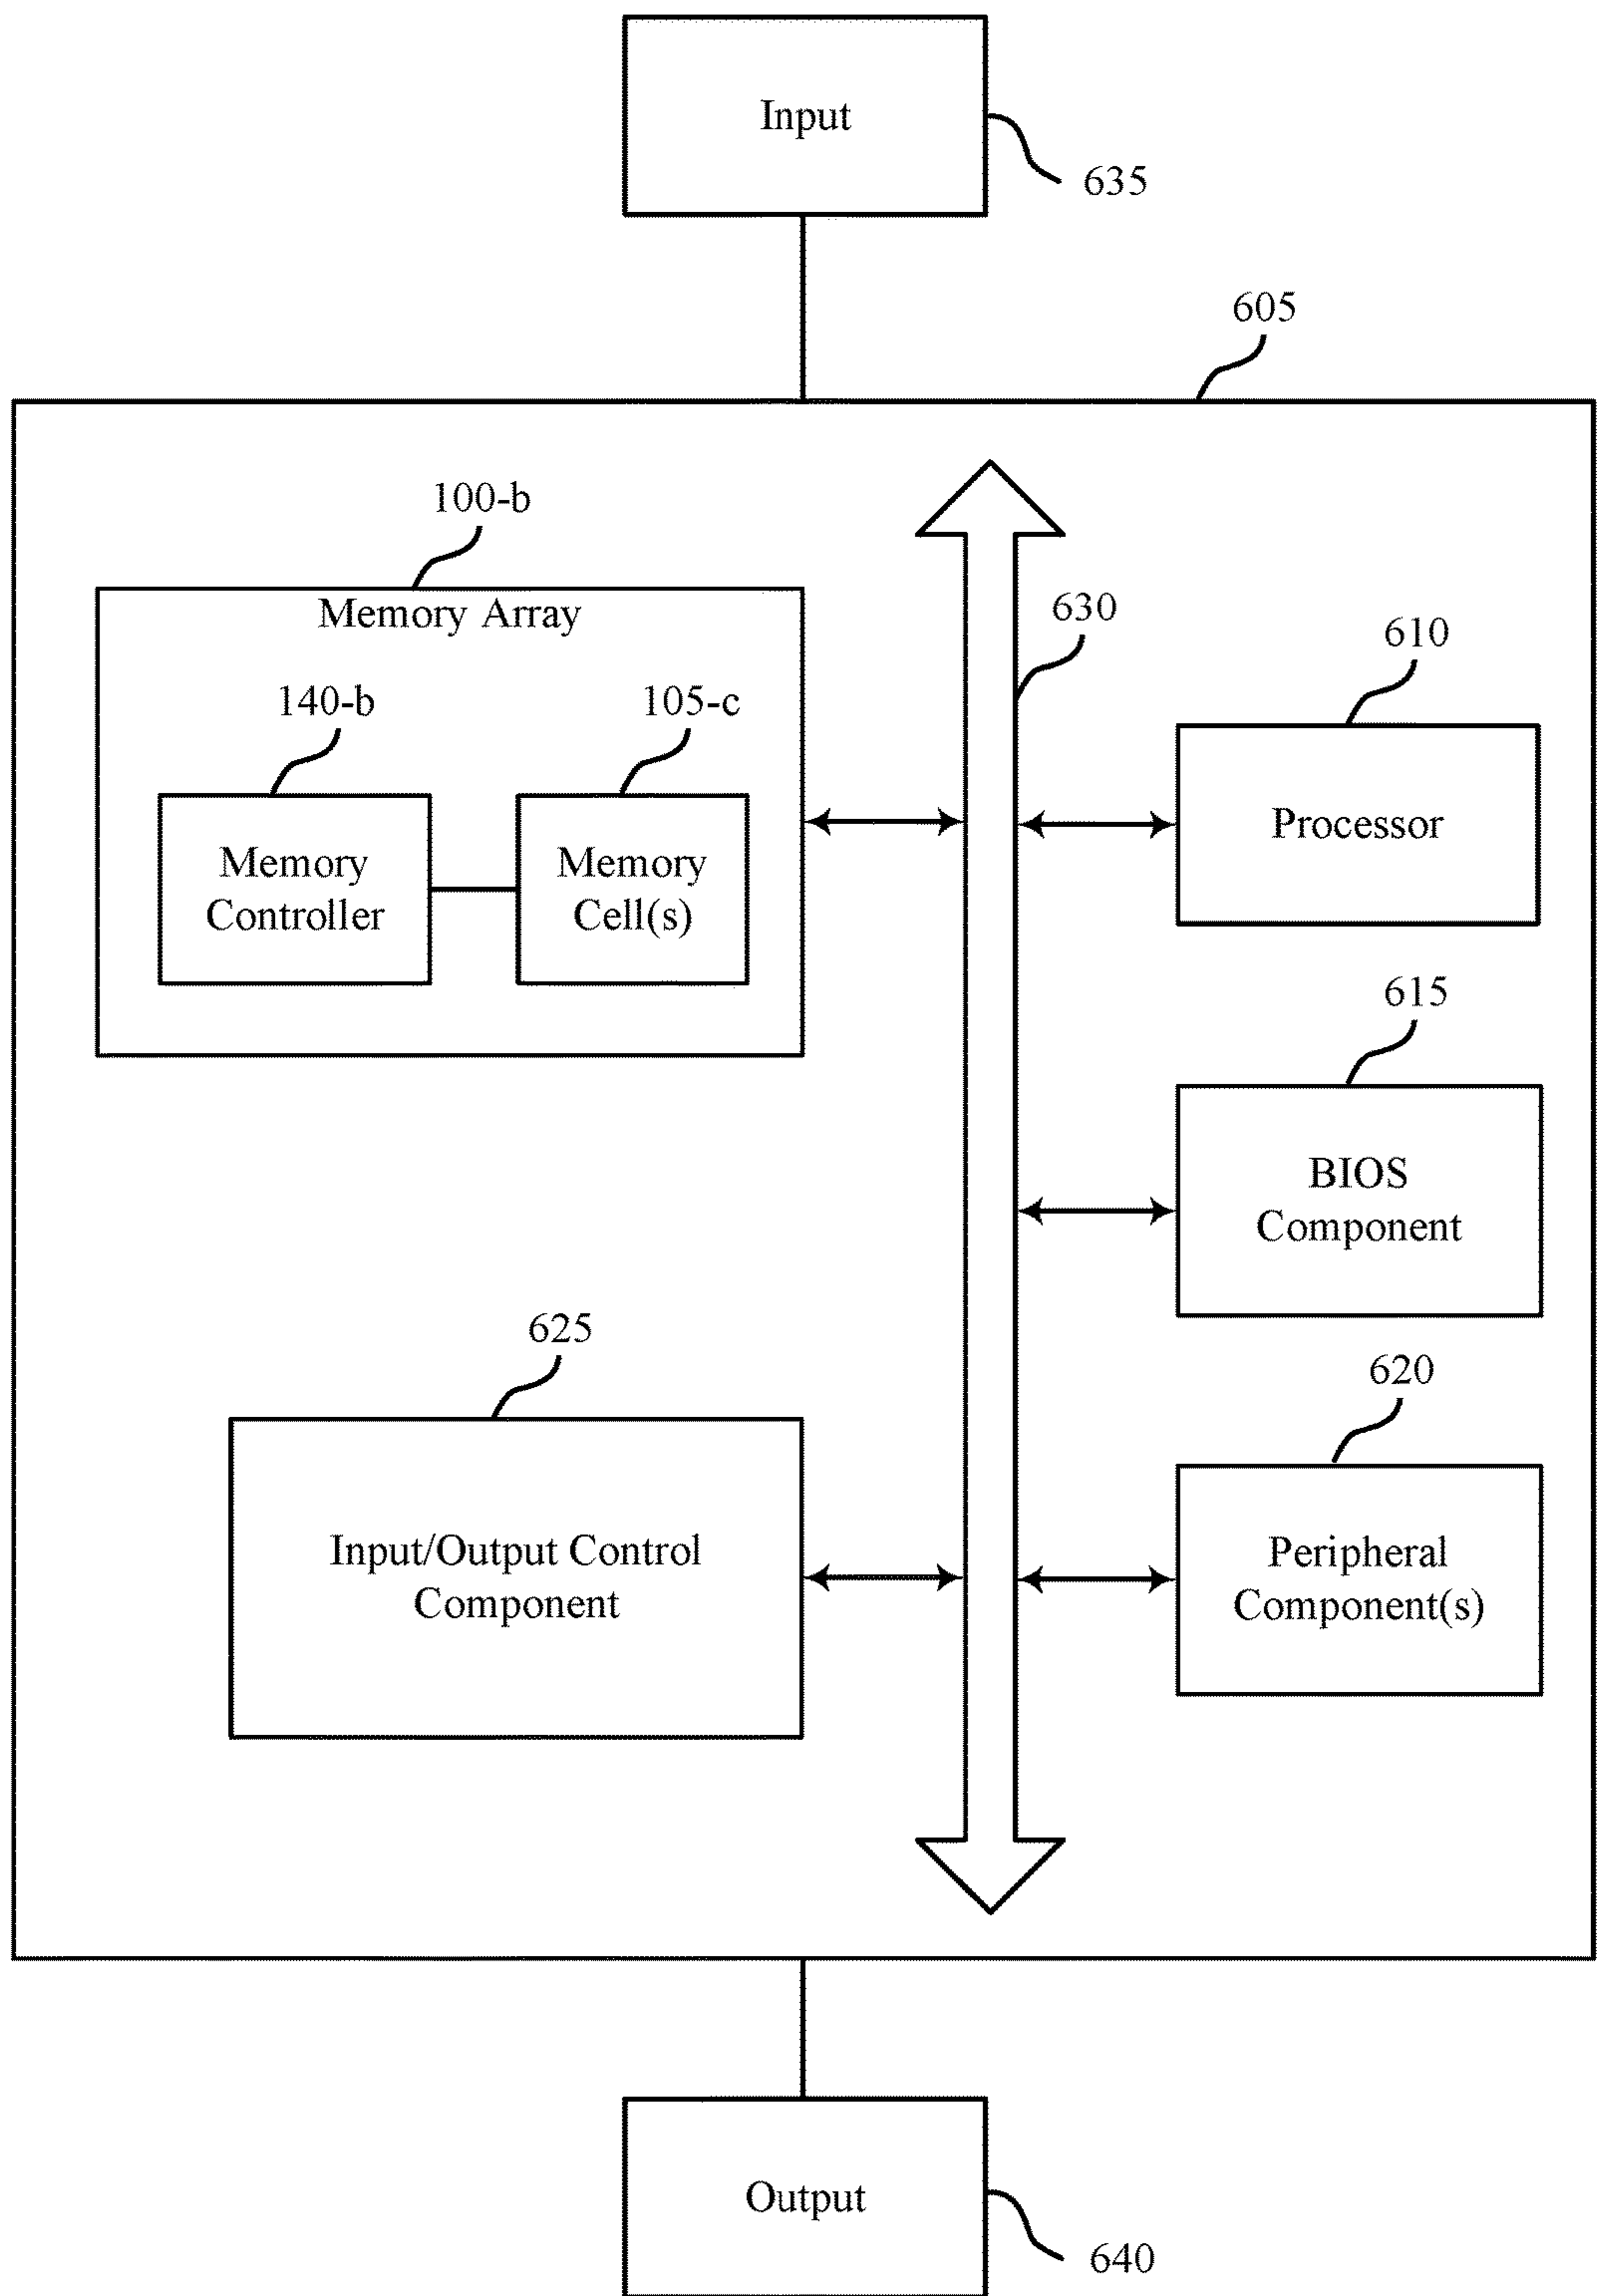 Input
635
605
100-b
Memory Array
630
610
140-b
105-c
Processor
Memory
Controller
Memory
Cell(s)
615
BIOS
Component
625
620
Input/Output Control
Component
Peripheral
Component(s)
Output
640